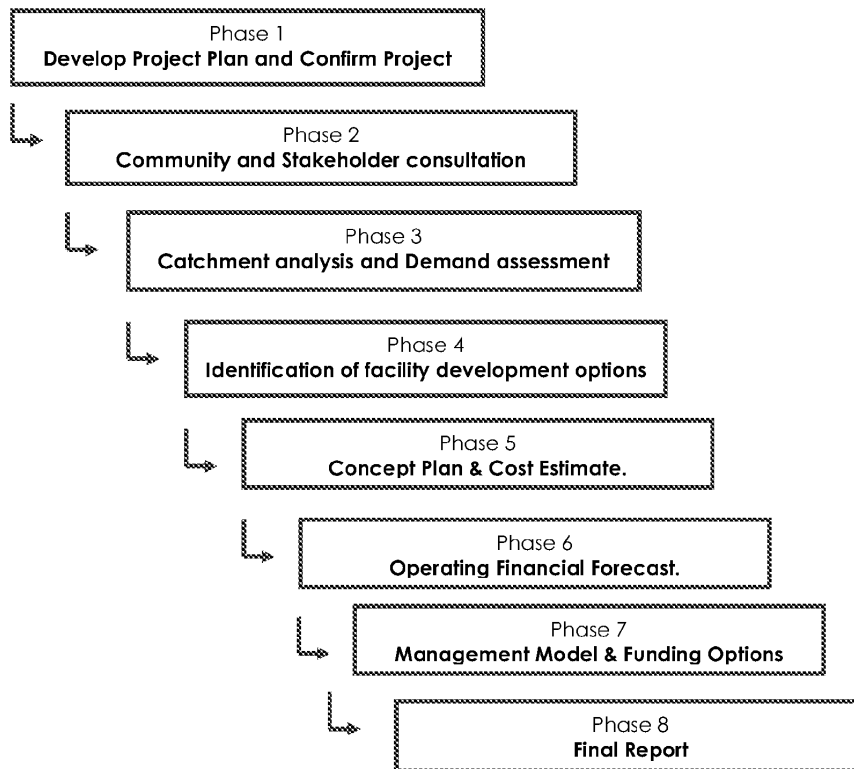 Phase 1
Develop Project Plan and Confirm Project
Phase 2
Community and Stakeholder consultation
Phase 3
Catchment analysis and Demand assessment
Phase 4
Identification of facility development options
Phase 5
Concept Plan & Cost Estimate.
Phase 6
Operating Financial Forecast.
Phase 7
Management Model & Funding Options
Phase 8
Final Report